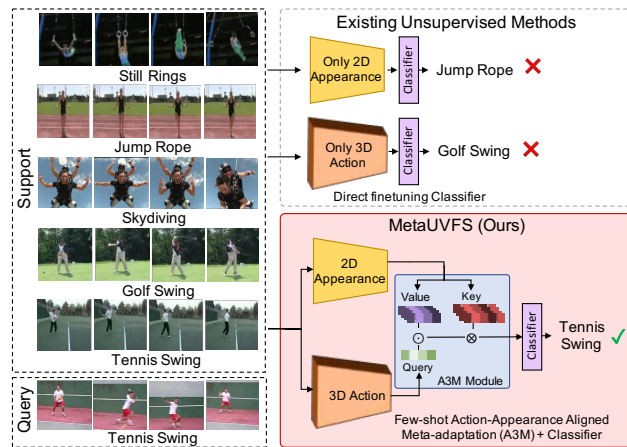 Support
Still Rings
Jump Rope
Skydiving
Golf Swing
Tennis Swing
Query
Tennis Swing
Existing Unsupervised Methods
Only 2D
Appearance
Classifier
Jump Rope
Only 3D
Action
Classifier
Golf Swing
Direct finetuning Classifier
MetaUVFS (Ours)
2D
Appearance
Value
Key
Query
A3M Module
3D Action
Classifier
Tennis
Swing
Few-shot Action-Appearance Aligned
Meta-adaptation (A3M) + Classifier